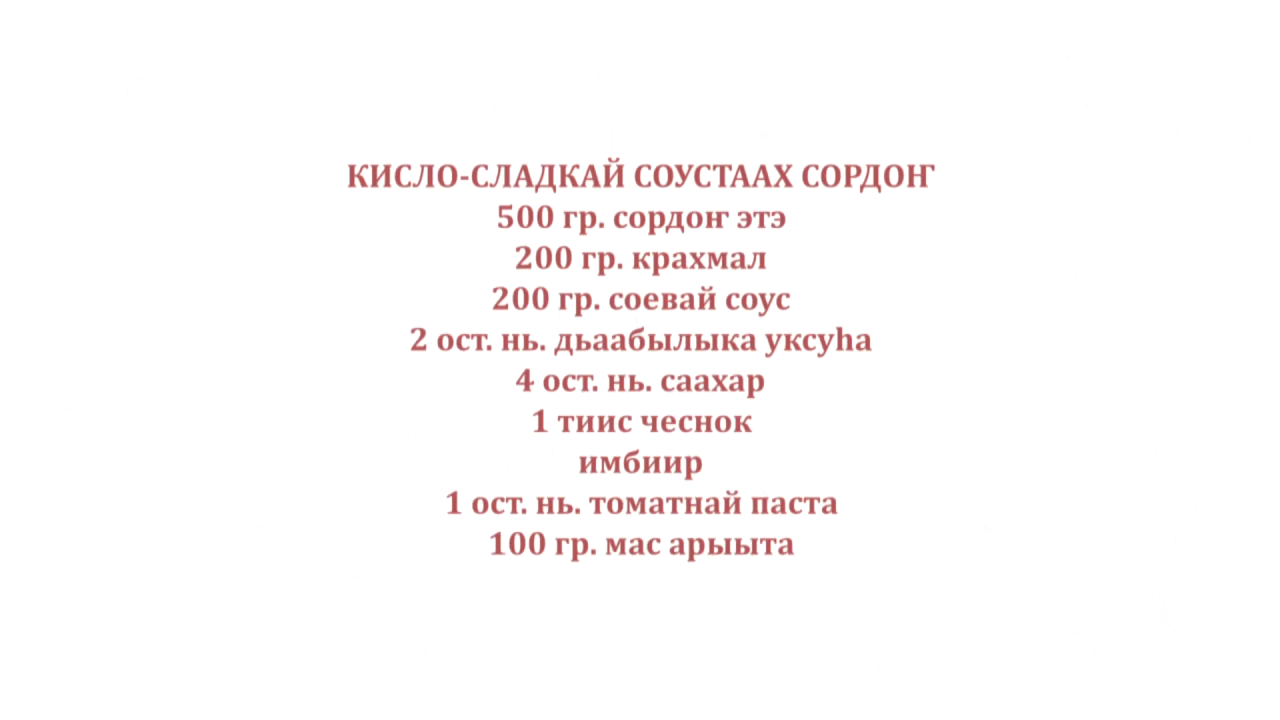 КИСЛО-СЛАДКАЙ СОУСТААХ СОРДОҤ
500 гр. сордоҥ этэ
200 гр. крахмал
200 гр. соевай соус
2 ост. нь. дьаабылыка уксуһа
4 ост. нь. саахар
1 тиис чеснок
имбиир
1 ост. нь. томатнай паста
100 гр. мас арыыта